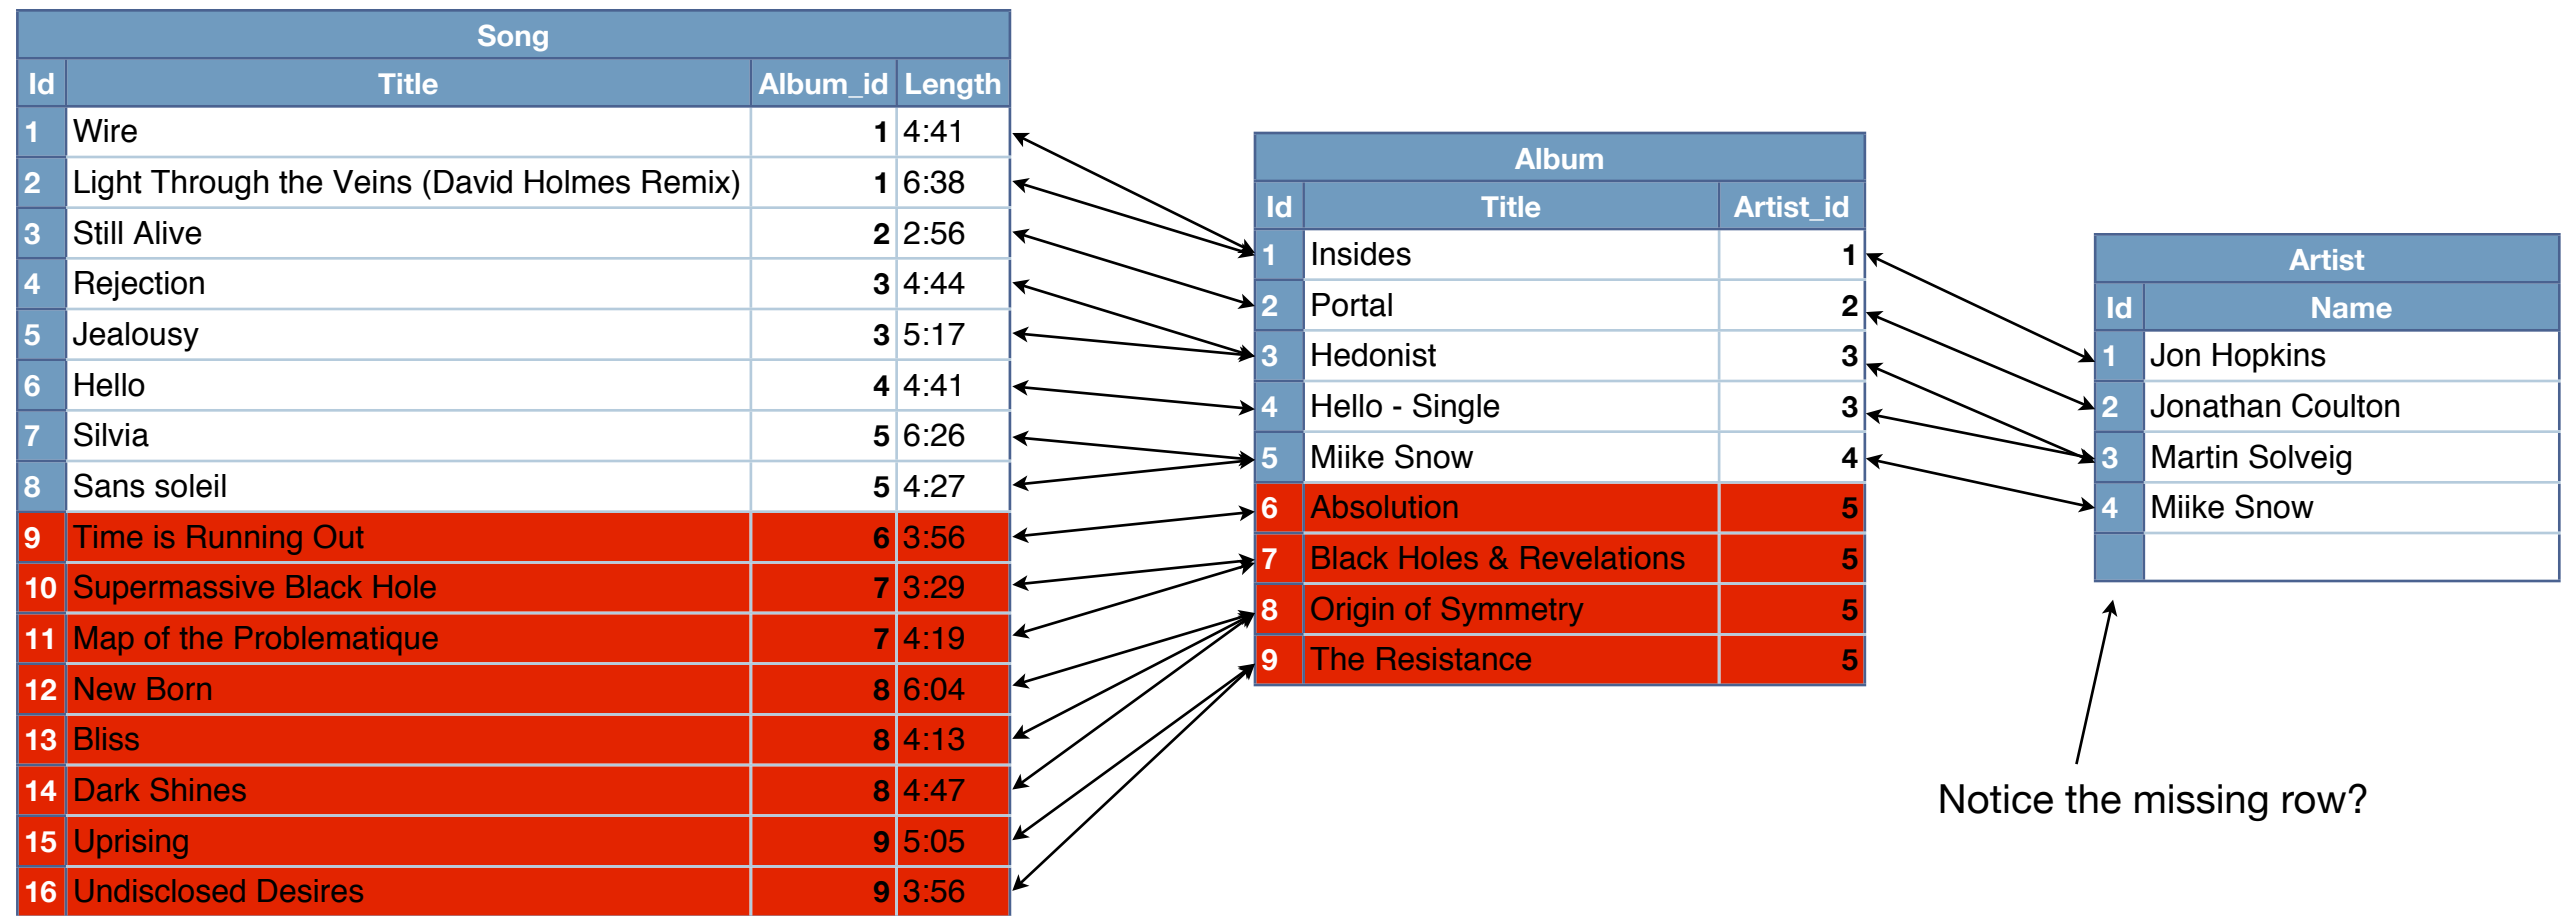 Song
Id Title Album_id Length
1 Wire 1 4:41
2 Light Through the Veins (David Holmes Remix) 1 6:38
3 Still Alive 2 2:56
4 Rejection 3 4:44
5 Jealousy 3 5:17
6 Hello 4 4:41
7 Silvia 5 6:26
8 Sans soleil 5 4:27
9 Time is Running Out 6 3:56
10 Supermassive Black Hole 7 3:29
11 Map of the Problematique 7 4:19
12 New Born 8 6:04
13 Bliss 8 4:13
14 Dark Shines 8 4:47
15 Uprising 9 5:05
16 Undisclosed Desires 9 3:56
Album
Id Title Artist_id
1 Insides 1
2 Portal 2
3 Hedonist 3
4 Hello - Single 3
5 Miike Snow 4
6 Absolution 5
7 Black Holes & Revelations 5
8 Origin of Symmetry 5
9 The Resistance 5
Artist
Id Name
1 Jon Hopkins
2 Jonathan Coulton
3 Martin Solveig
4 Miike Snow
Notice the missing row?